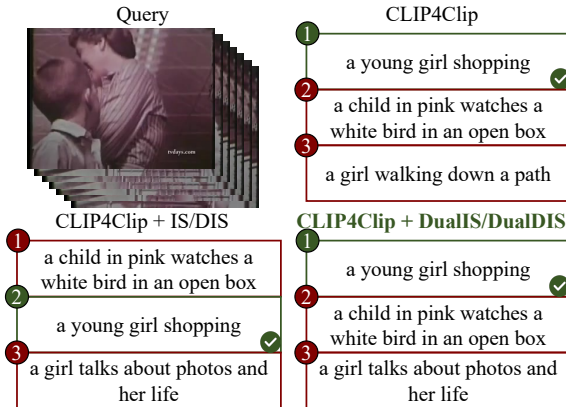 Query
rvdays.com
CLIP4Clip
1
a young girl shopping
2
a child in pink watches a
white bird in an open box
3
a girl walking down a path
CLIP4Clip + IS/DIS
1
a child in pink watches a
white bird in an open box
2
a young girl shopping
3
a girl talks about photos and
her life
CLIP4Clip + DualIS/DualDIS
1
a young girl shopping
2
a child in pink watches a
white bird in an open box
3
a girl talks about photos and
her life